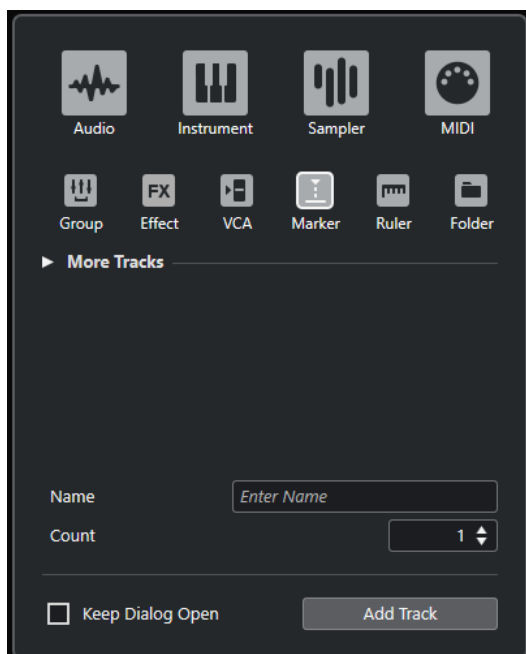 Audio Instrument Sampler MIDI
FX
Group Effect VCA Marker Ruler Folder
More Tracks
Name Enter Name
Count 1
Keep Dialog Open Add Track